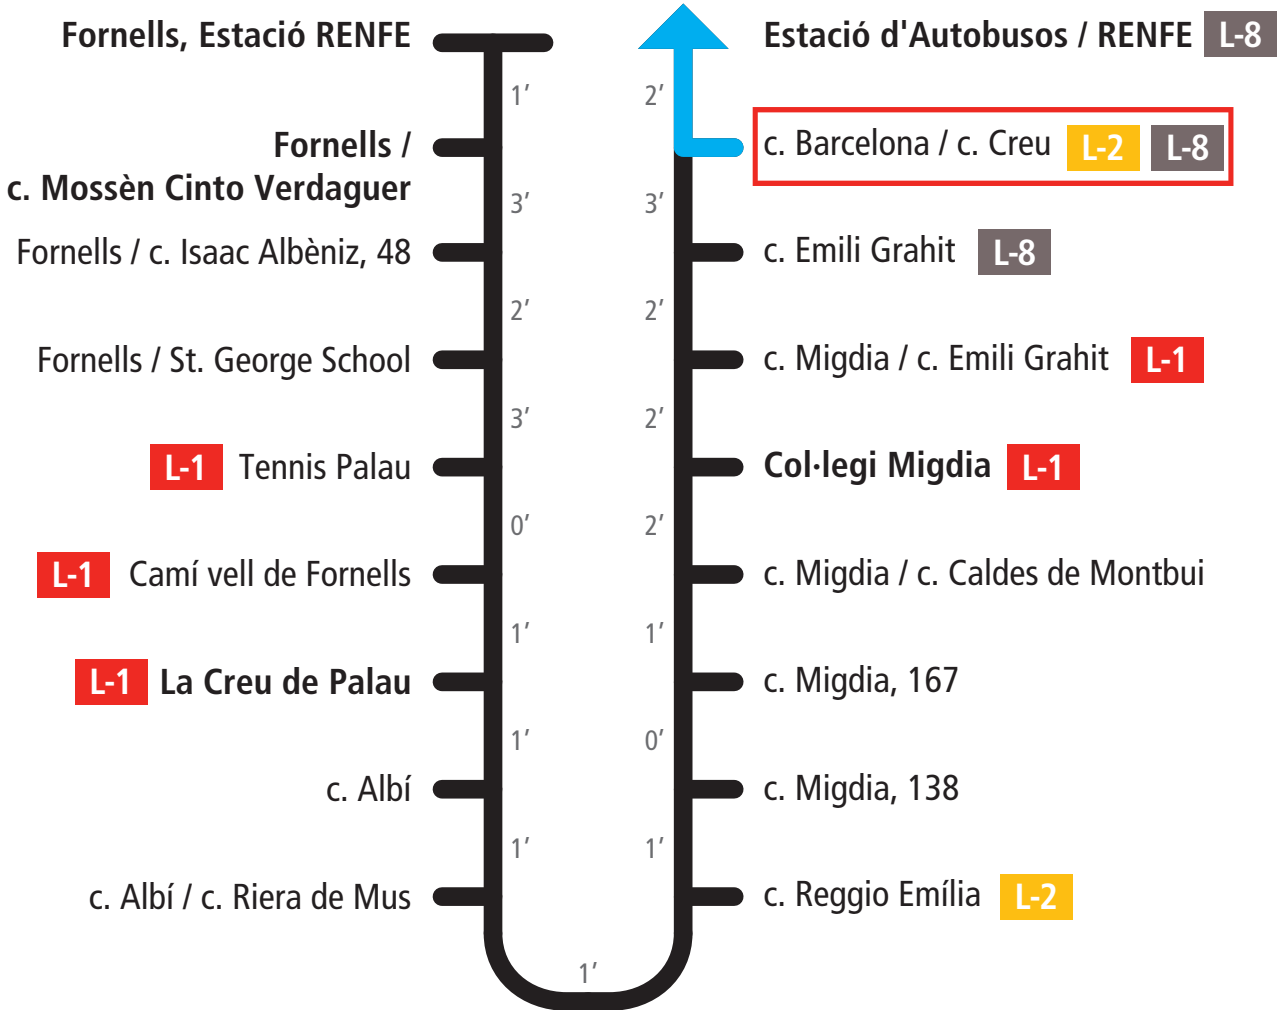 Fornells, Estació RENFE
1′
Fornells /
c. Mossèn Cinto Verdaguer
3′
Fornells / c. Isaac Albèniz, 48
2′
Fornells / St. George School
3′
L-1 Tennis Palau
0′
L-1 Camí vell de Fornells
1′
L-1 La Creu de Palau
1′
c. Albí
1′
c. Albí / c. Riera de Mus
1′
Estació d'Autobusos / RENFE L-8
2′
c. Barcelona / c. Creu L-2 L-8
3′
c. Emili Grahit L-8
2′
c. Migdia / c. Emili Grahit L-1
2′
Col·legi Migdia L-1
2′
c. Migdia / c. Caldes de Montbui
1′
c. Migdia, 167
0′
c. Migdia, 138
1′
c. Reggio Emília L-2